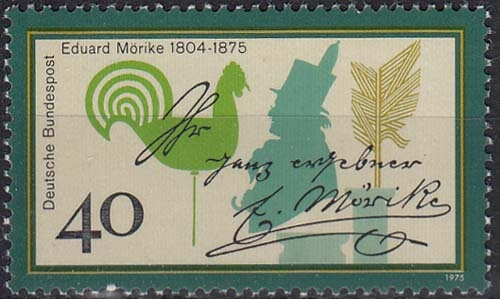 Eduard Mörike 1804-1875
Deutsche Bundespost
Ihr
ganz ergebner
E. Mörike
40
1975